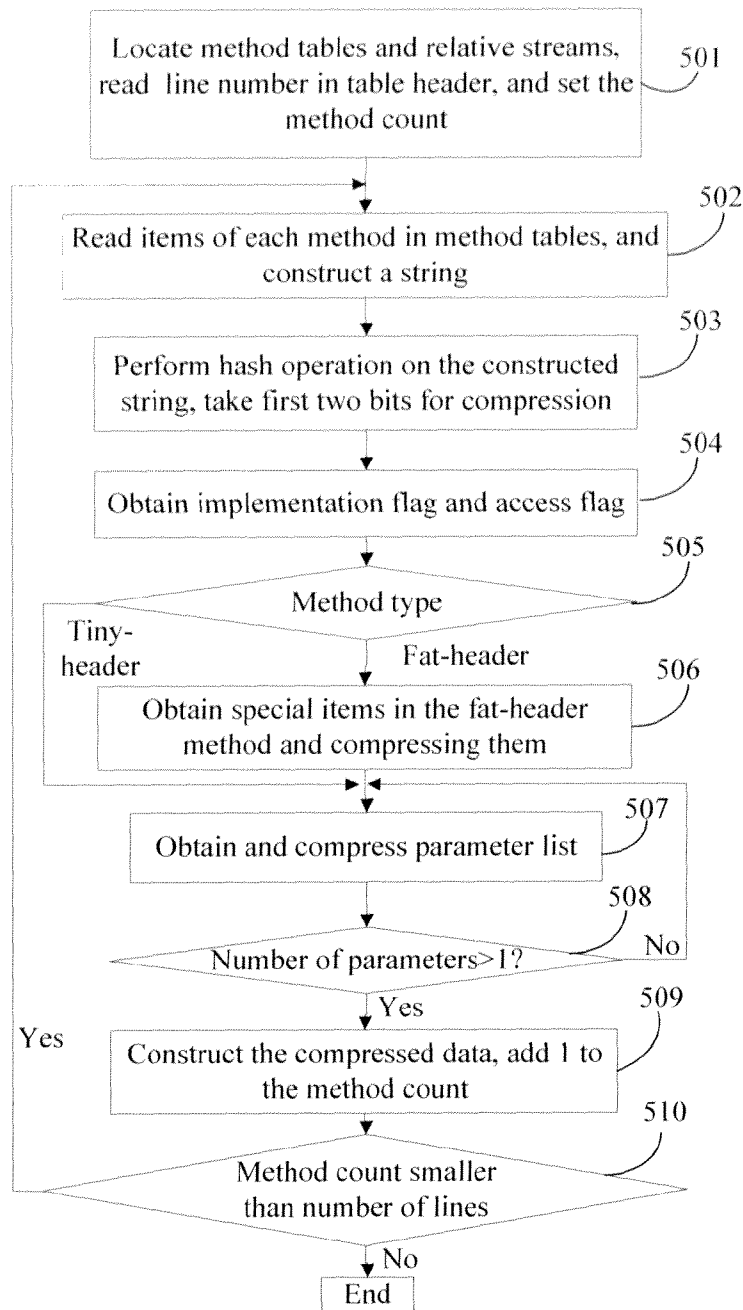 Locate method tables and relative streams,
read line number in table header, and set the
method count
501
502
Read items of each method in method tables, and
construct a string
503
Perform hash operation on the constructed
string, take first two bits for compression
504
Obtain implementation flag and access flag
505
Method type
Tiny-
header
Fat-header
506
Obtain special items in the fat-header
method and compressing them
507
Obtain and compress parameter list
508
Number of parameters>1?
No
Yes
509
Construct the compressed data, add 1 to
the method count
Yes
510
Method count smaller
than number of lines
No
End